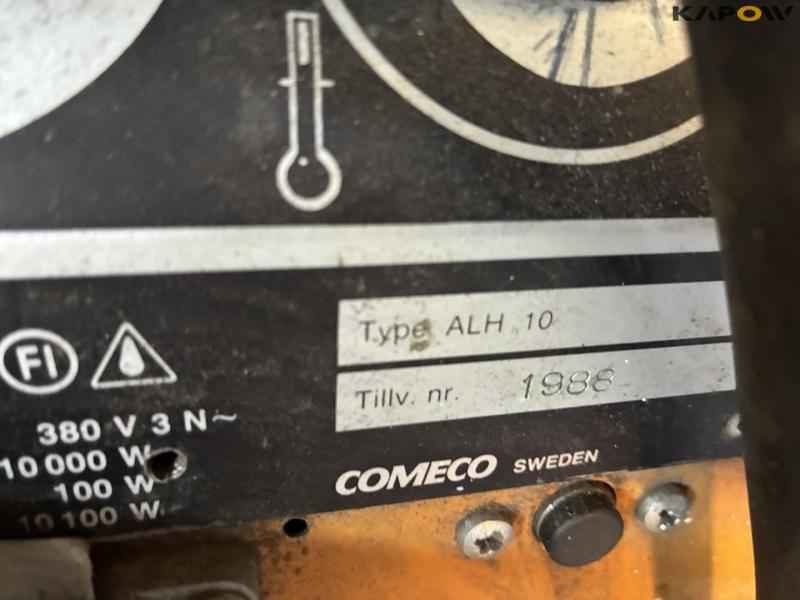 KAPOW
Type ALH 10
Tillv. nr. 1988
FI
380 V 3 N~
10 000 W
100 W
10 100 W
COMECO SWEDEN